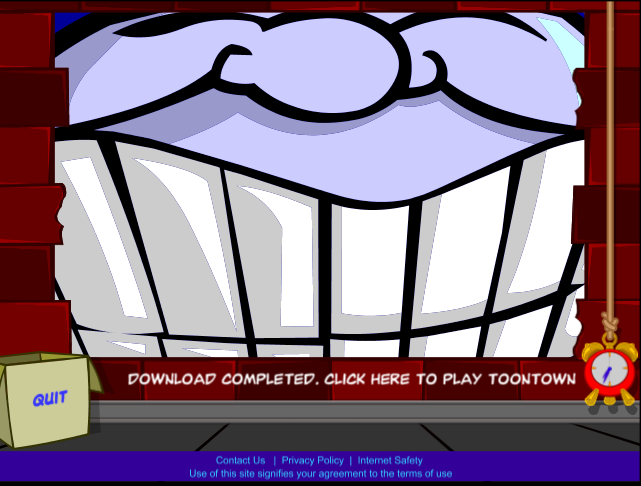 DOWNLOAD COMPLETED. CLICK HERE TO PLAY TOONTOWN
QUIT
Contact Us | Privacy Policy | Internet Safety
Use of this site signifies your agreement to the terms of use